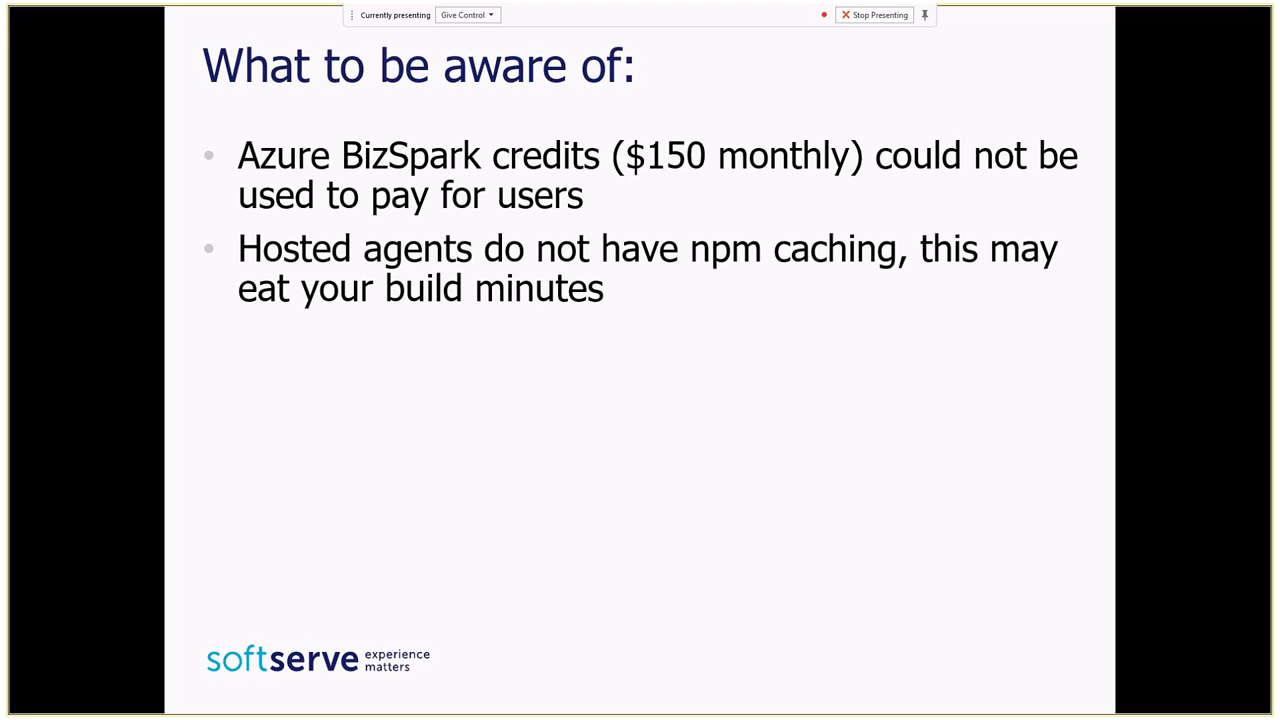 Currently presenting Give Control Stop Presenting
What to be aware of:
• Azure BizSpark credits ($150 monthly) could not be
used to pay for users
• Hosted agents do not have npm caching, this may
eat your build minutes
softserve experience
matters